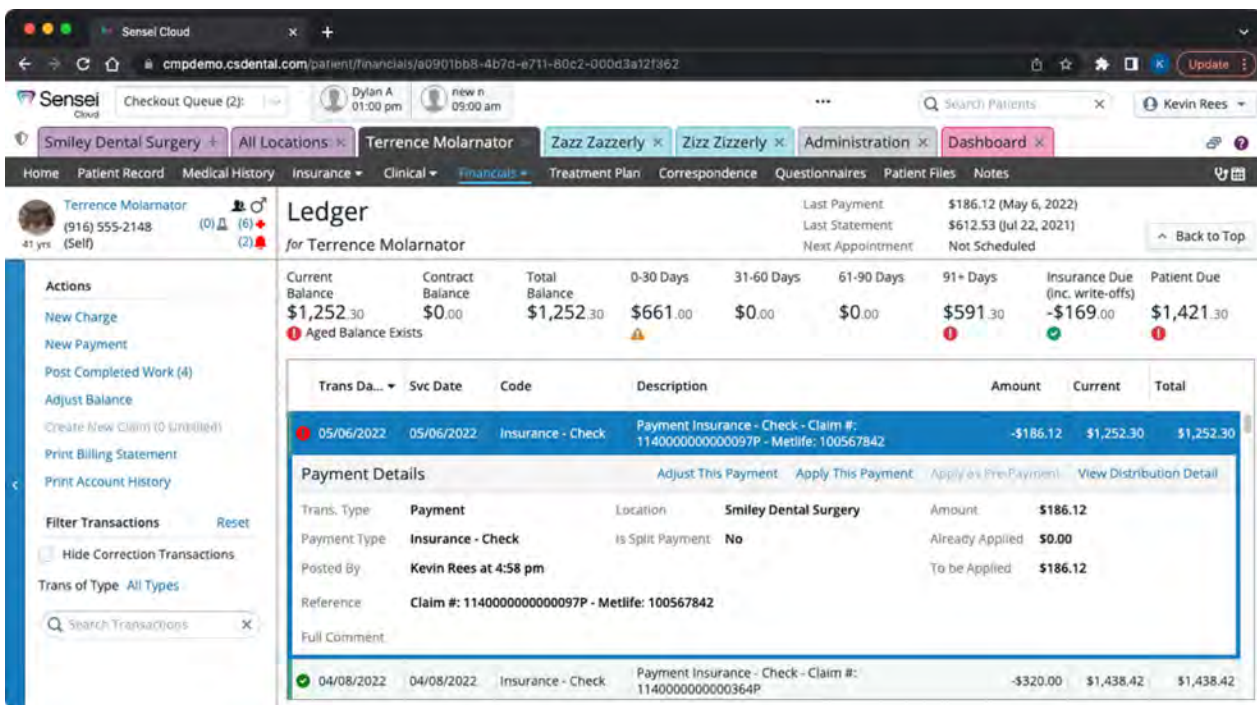 Sensei Cloud × +
cmpdemo.csdental.com/patient/financials/a0901bb8-4b7d-e711-80c2-000d3a12f362 K Update
Sensei Cloud Checkout Queue (2): Dylan A 01:00 pm new n 09:00 am ... Search Patients × Kevin Rees
Smiley Dental Surgery + All Locations × Terrence Molarnator Zazz Zazzerly × Zizz Zizzerly × Administration × Dashboard × ?
Home Patient Record Medical History Insurance Clinical Financials Treatment Plan Correspondence Questionnaires Patient Files Notes
Terrence Molarnator
(916) 555-2148 (0) (6)
41 yrs (Self) (2)
Ledger
for Terrence Molarnator
Last Payment $186.12 (May 6, 2022)
Last Statement $612.53 (Jul 22, 2021)
Next Appointment Not Scheduled
Back to Top
Actions
New Charge
New Payment
Post Completed Work (4)
Adjust Balance
Create New Claim (0 Unbilled)
Print Billing Statement
Print Account History
Filter Transactions Reset
Hide Correction Transactions
Trans of Type All Types
Search Transactions ×
Current Balance Contract Balance Total Balance 0-30 Days 31-60 Days 61-90 Days 91+ Days Insurance Due (inc. write-offs) Patient Due
$1,252.30 $0.00 $1,252.30 $661.00 $0.00 $0.00 $591.30 -$169.00 $1,421.30
Aged Balance Exists
Trans Da... Svc Date Code Description Amount Current Total
05/06/2022 05/06/2022 Insurance - Check Payment Insurance - Check - Claim #: 1140000000000097P - Metlife: 100567842 -$186.12 $1,252.30 $1,252.30
Payment Details Adjust This Payment Apply This Payment Apply as Pre-Payment View Distribution Detail
Trans. Type Payment Location Smiley Dental Surgery Amount $186.12
Payment Type Insurance - Check Is Split Payment No Already Applied $0.00
Posted By Kevin Rees at 4:58 pm To be Applied $186.12
Reference Claim #: 1140000000000097P - Metlife: 100567842
Full Comment
04/08/2022 04/08/2022 Insurance - Check Payment Insurance - Check - Claim #: 1140000000000364P -$320.00 $1,438.42 $1,438.42